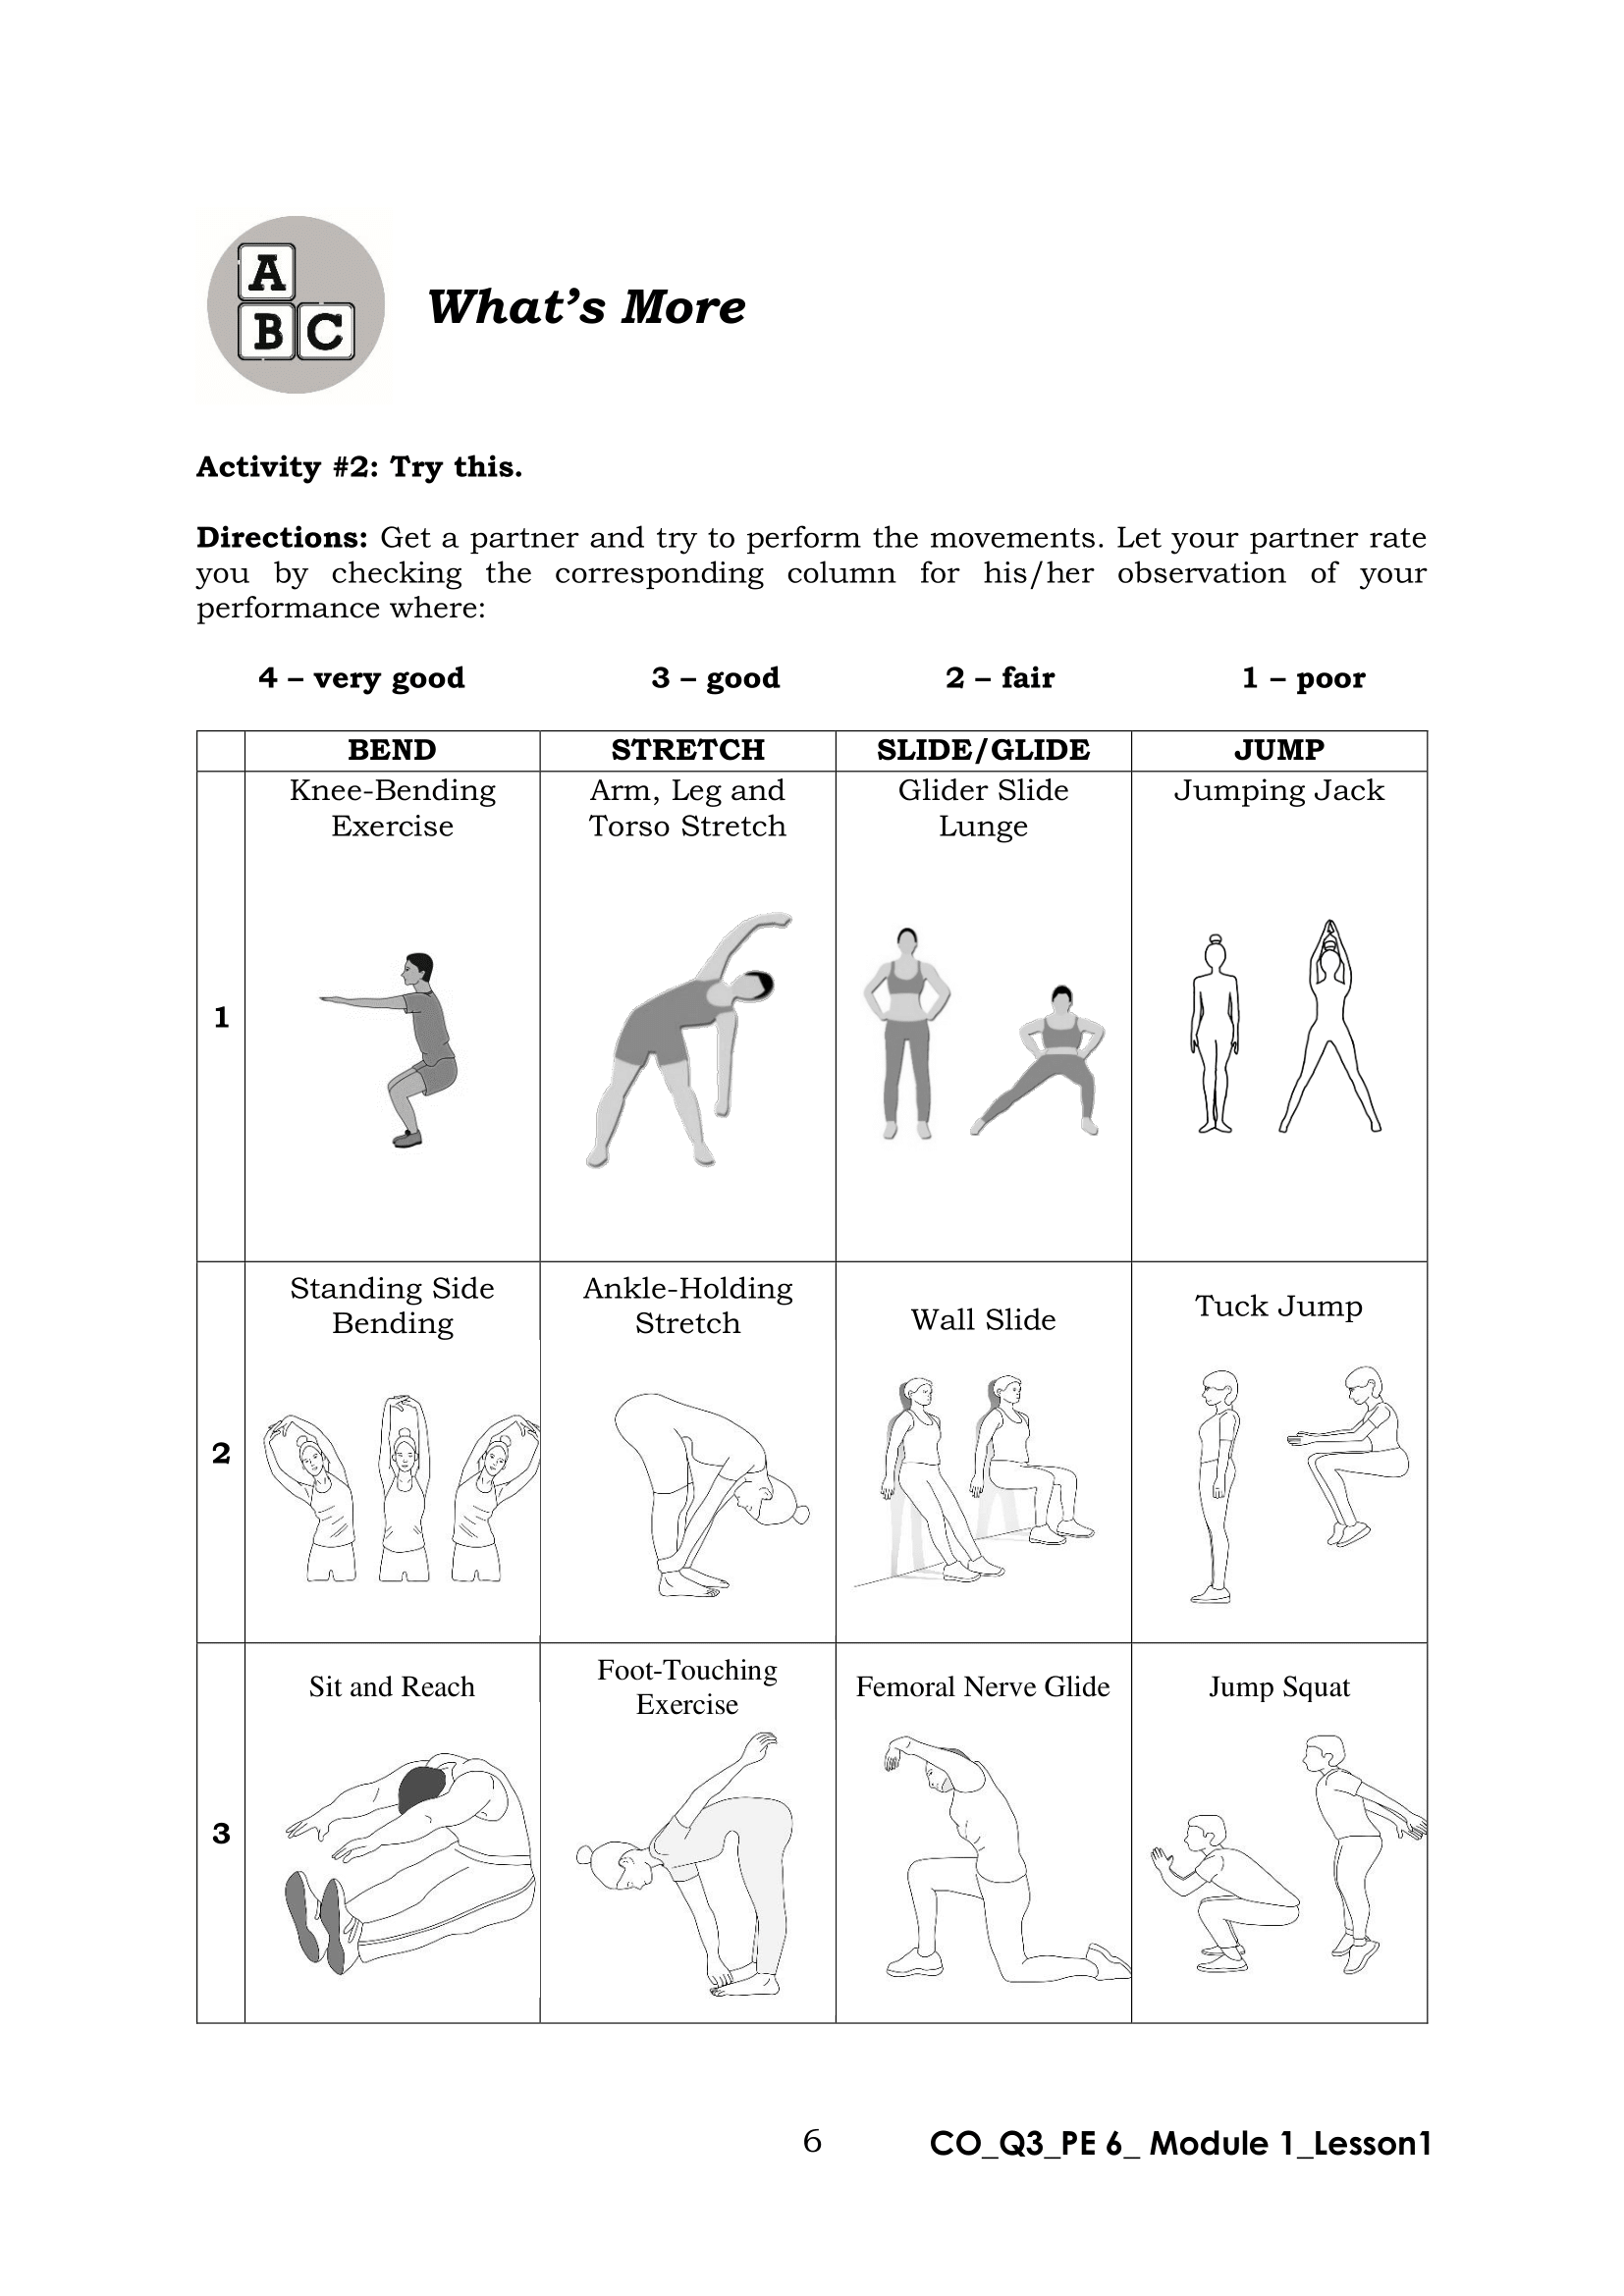 A
B C
What's More
Activity #2: Try this.
Directions: Get a partner and try to perform the movements. Let your partner rate
you by checking the corresponding column for his/her observation of your
performance where:
4 – very good 3 – good 2 – fair 1 – poor
BEND STRETCH SLIDE/GLIDE JUMP
1
Knee-Bending
Exercise
Arm, Leg and
Torso Stretch
Glider Slide
Lunge
Jumping Jack
2
Standing Side
Bending
Ankle-Holding
Stretch
Wall Slide
Tuck Jump
3
Sit and Reach
Foot-Touching
Exercise
Femoral Nerve Glide
Jump Squat
6
CO_Q3_PE 6_ Module 1_Lesson1